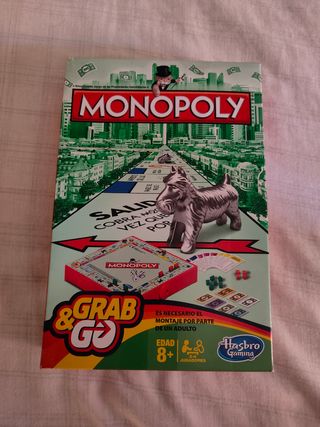 MONOPOLY
SALIDA
COBRA
VEZ QUE
POR
MONOPOLY
GRAB
& GO
ES NECESARIO EL
MONTAJE POR PARTE
DE UN ADULTO
EDAD
8+
JUGADORES
Hasbro
Gaming